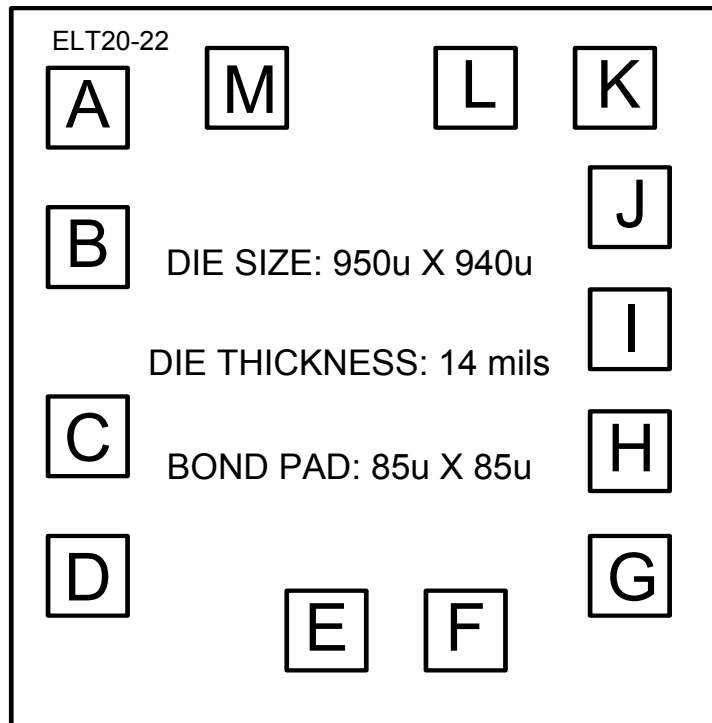 ELT20-22
A M L K
J
B
DIE SIZE: 950u X 940u
I
DIE THICKNESS: 14 mils
C
H
BOND PAD: 85u X 85u
D
G
E F